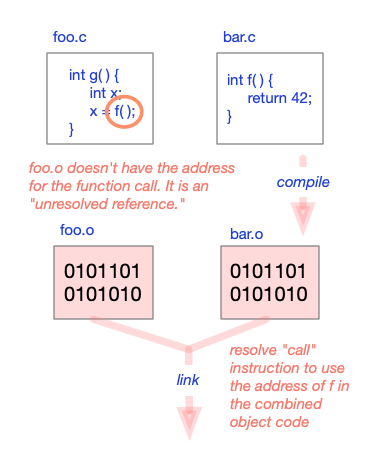 foo.c
int g() {
int x;
x = f();
}
bar.c
int f() {
return 42;
}
foo.o doesn't have the address
for the function call. It is an
"unresolved reference."
compile
foo.o
0101101
0101010
bar.o
0101101
0101010
link
resolve "call"
instruction to use
the address of f in
the combined
object code